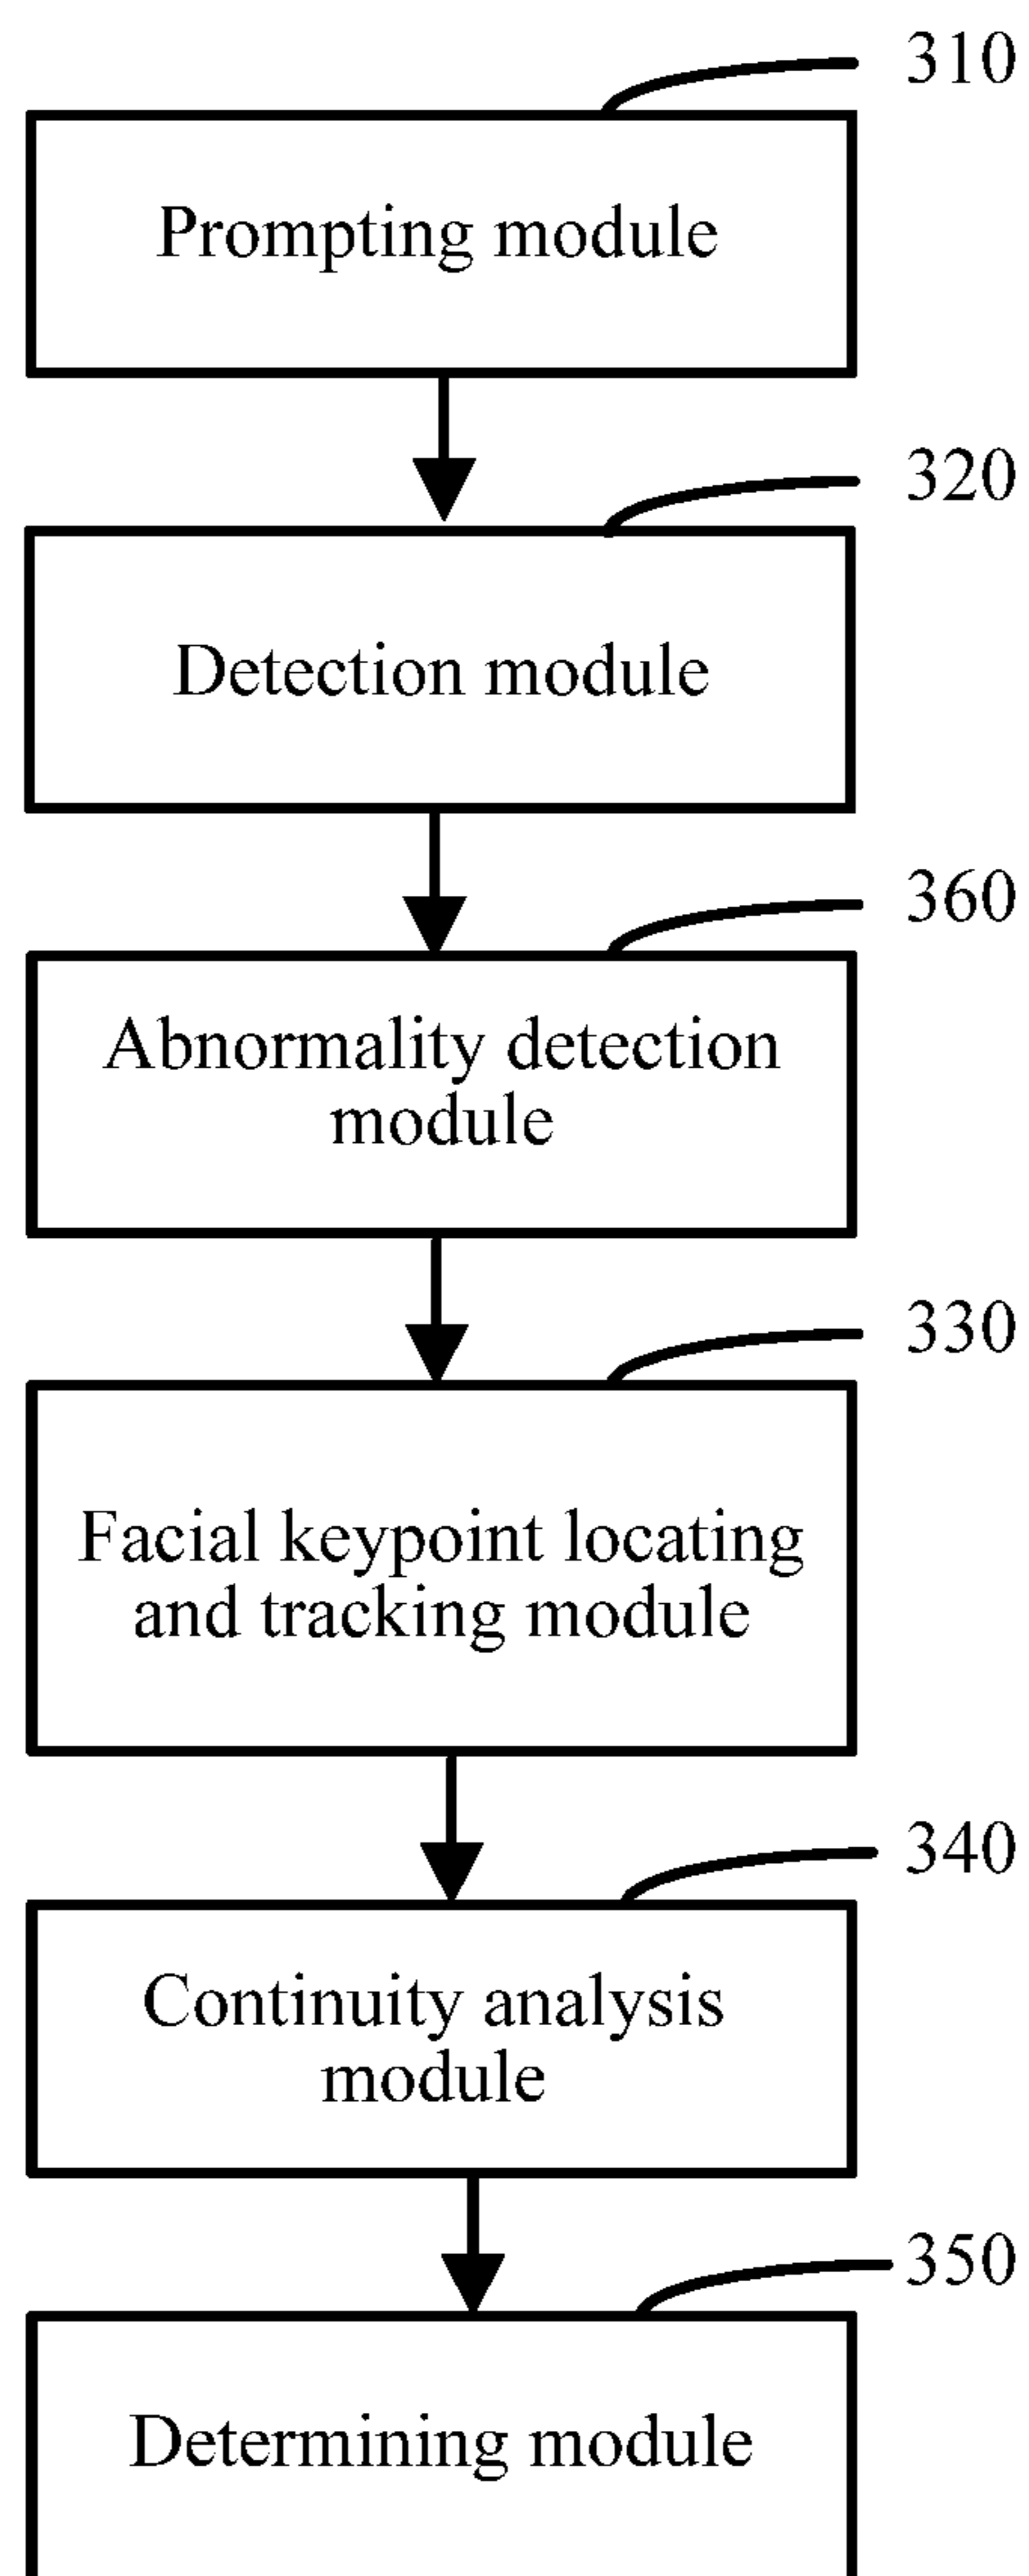 310
Prompting module
320
Detection module
360
Abnormality detection
module
330
Facial keypoint locating
and tracking module
340
Continuity analysis
module
350
Determining module